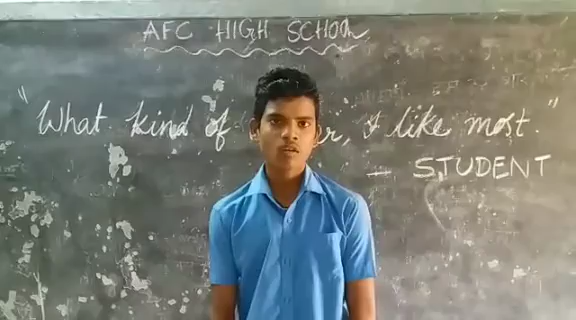 AFC HIGH SCHOOL
"What kind of r, I like most."
- STUDENT